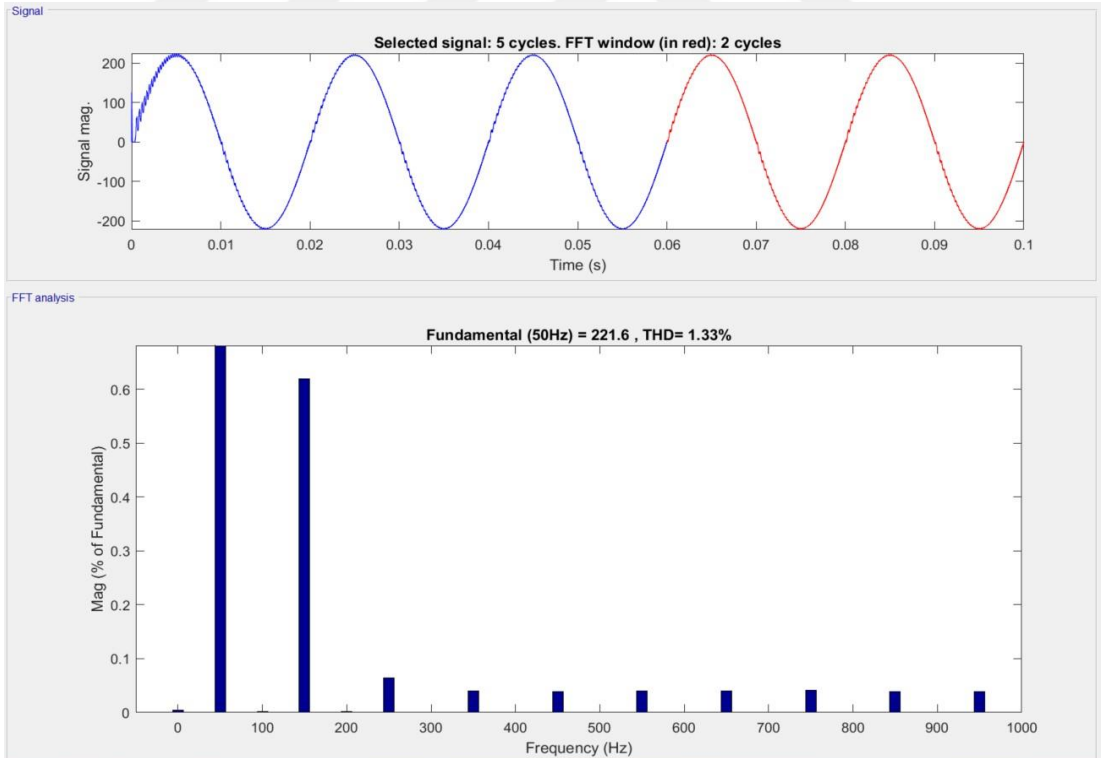 Signal
Selected signal: 5 cycles. FFT window (in red): 2 cycles
Signal mag.
200
100
0
-100
-200
0 0.01 0.02 0.03 0.04 0.05 0.06 0.07 0.08 0.09 0.1
Time (s)
FFT analysis
Fundamental (50Hz) = 221.6 , THD= 1.33%
Mag (% of Fundamental)
0.6
0.5
0.4
0.3
0.2
0.1
0
0 100 200 300 400 500 600 700 800 900 1000
Frequency (Hz)